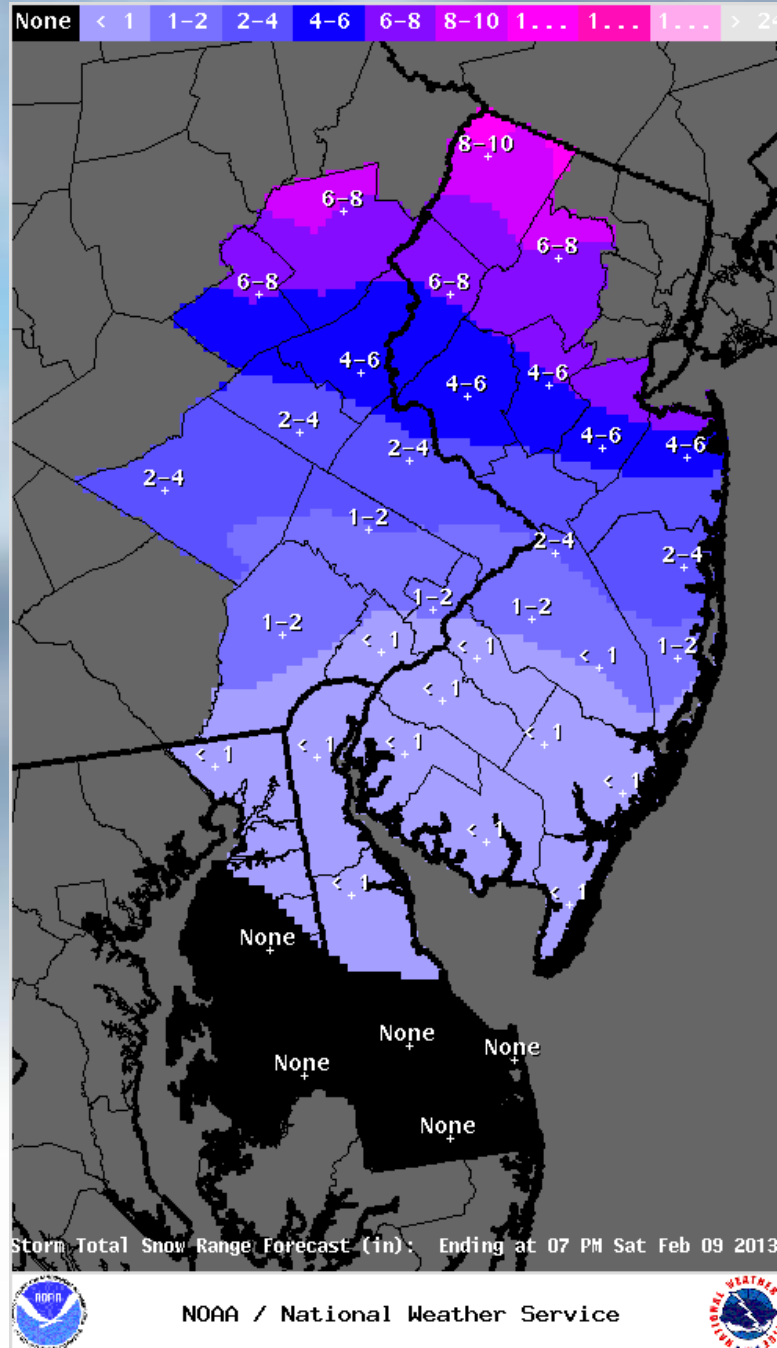 None < 1 1-2 2-4 4-6 6-8 8-10 1... 1... 1... > 24
8-10
6-8
6-8
6-8 6-8
4-6 4-6 4-6
2-4 2-4 4-6 4-6
2-4
1-2 2-4 2-4
1-2 1-2 1-2
< 1 < 1 < 1 1-2
< 1
< 1 < 1 < 1 < 1
< 1
< 1
< 1 < 1
None
None None
None
None
Storm Total Snow Range Forecast (in): Ending at 07 PM Sat Feb 09 2013
NOAA
NOAA / National Weather Service